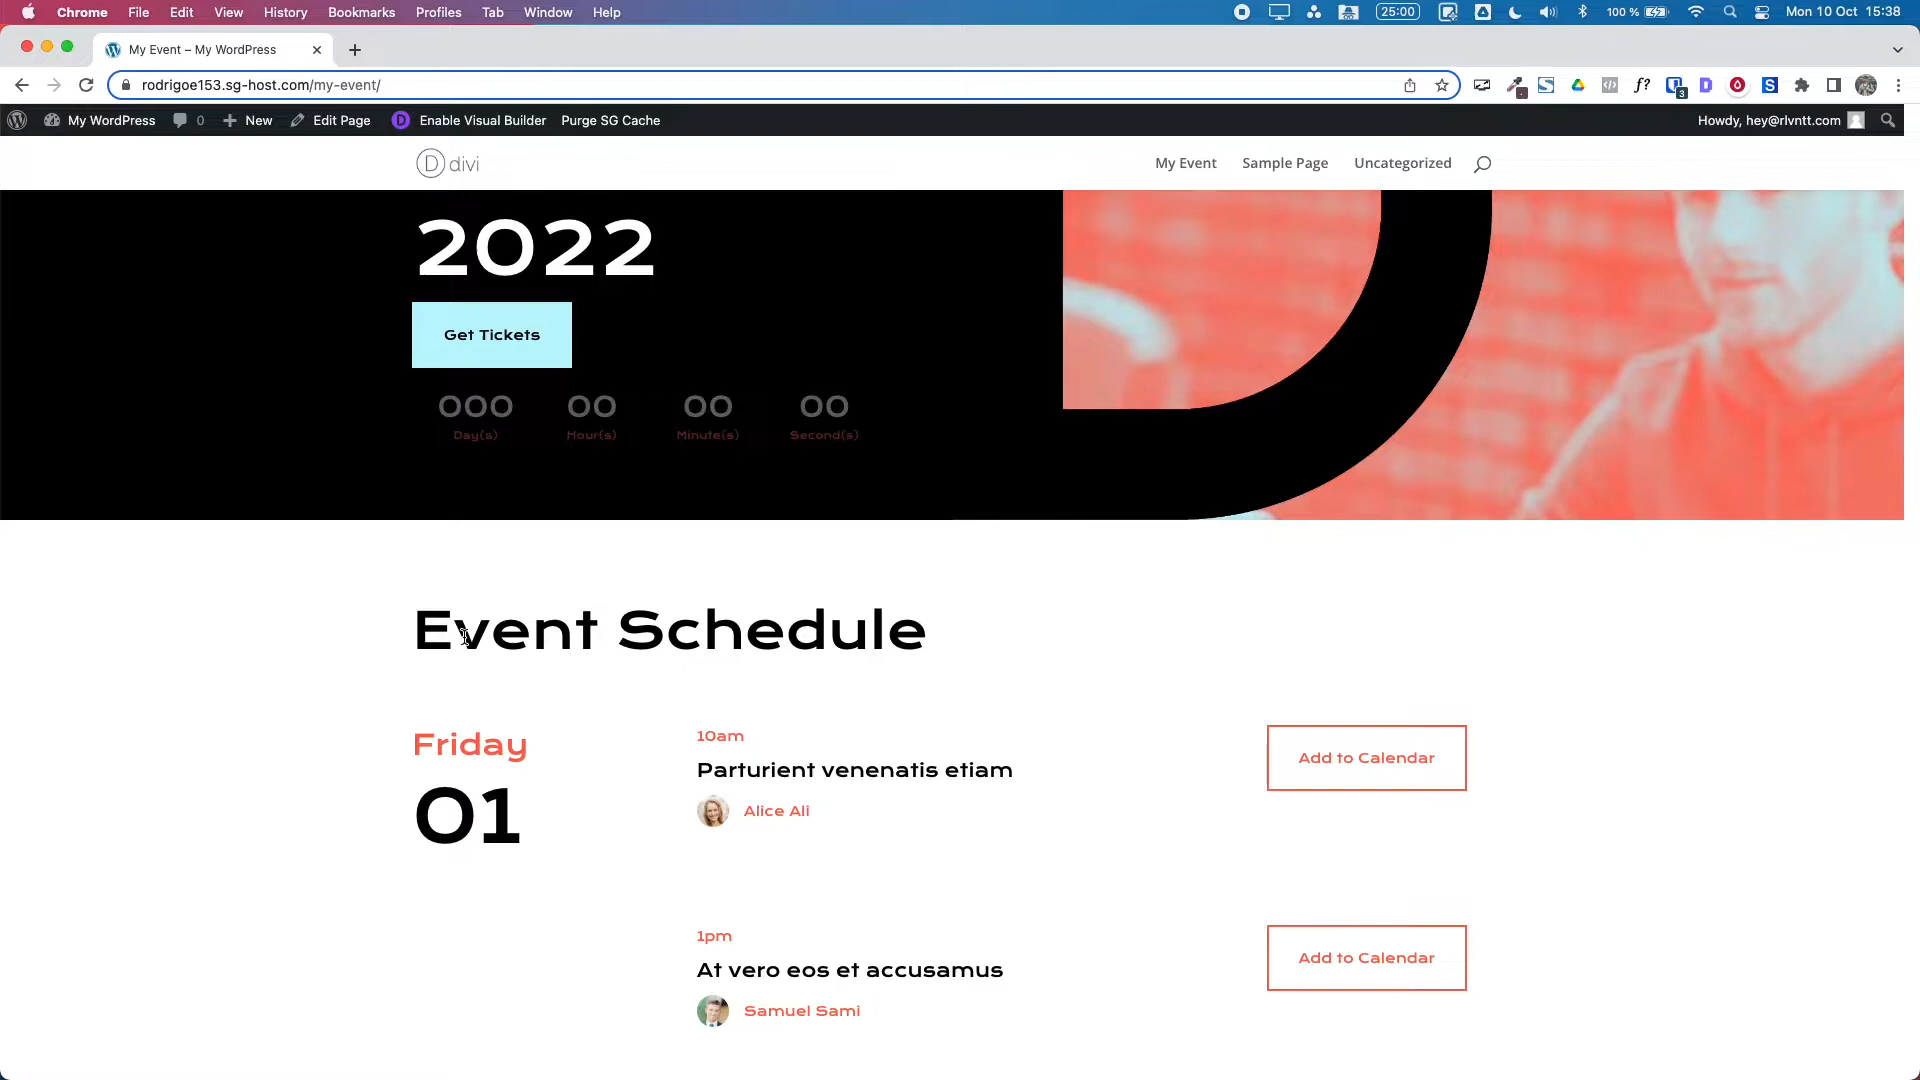 Chrome File Edit View History Bookmarks Profiles Tab Window Help 25:00 100 % Mon 10 Oct 15:38
My Event – My WordPress
rodrigoe153.sg-host.com/my-event/ f? 3 D S
My WordPress 0 New Edit Page D Enable Visual Builder Purge SG Cache Howdy, hey@rlvntt.com
D divi My Event Sample Page Uncategorized
2022
Get Tickets
000 00 00 00
Day(s) Hour(s) Minute(s) Second(s)
Event Schedule
Friday
01
10am
Parturient venenatis etiam
Alice Ali
Add to Calendar
1pm
At vero eos et accusamus
Samuel Sami
Add to Calendar